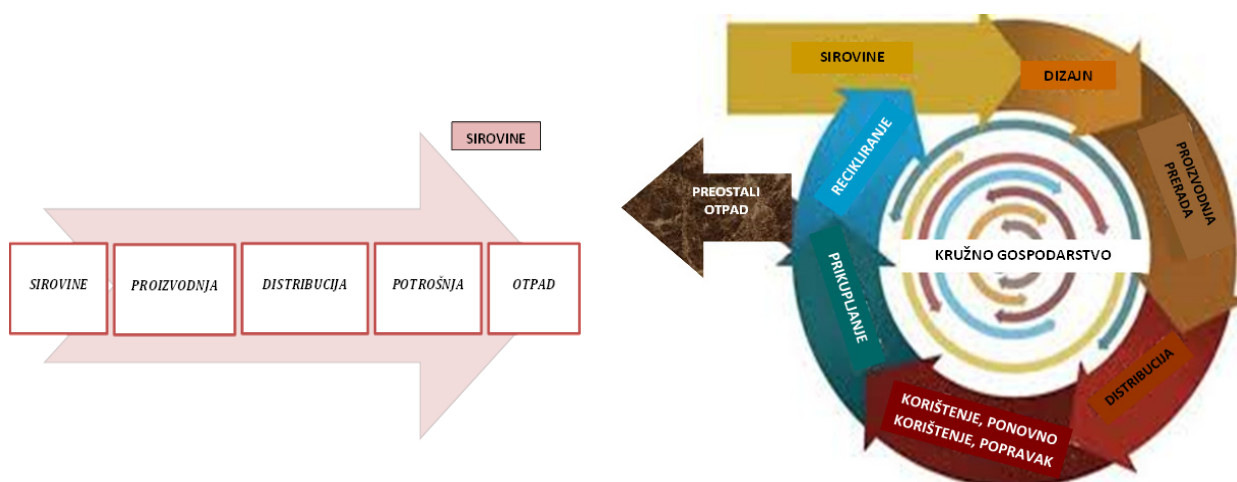 SIROVINE
SIROVINE
PROIZVODNJA
DISTRIBUCIJA
POTROŠNJA
OTPAD
SIROVINE
DIZAJN
PROIZVODNJA
PRERADA
DISTRIBUCIJA
KORIŠTENJE, PONOVNO
KORIŠTENJE, POPRAVAK
PRIKUPLJANJE
RECIKLIRANJE
PREOSTALI
OTPAD
KRUŽNO GOSPODARSTVO